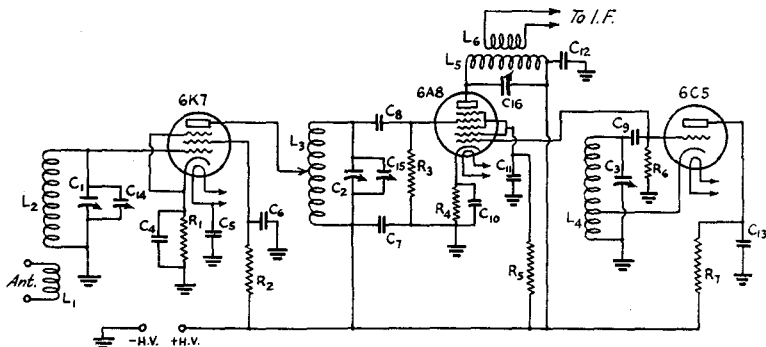 To I.F.
L6
L5
C12
C16
6K7
6A8
6C5
C8
L3
C9
C1
C14
L2
C2
C15
R3
C11
R6
C3
L4
C4
R1
C5
C6
R4
C10
C7
Ant.
L1
R2
R5
R7
C13
-H.V. +H.V.